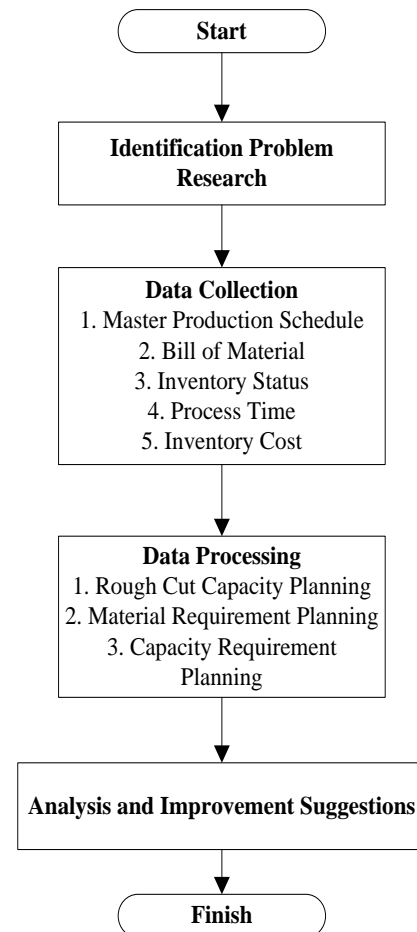 Start
Identification Problem
Research
Data Collection
1. Master Production Schedule
2. Bill of Material
3. Inventory Status
4. Process Time
5. Inventory Cost
Data Processing
1. Rough Cut Capacity Planning
2. Material Requirement Planning
3. Capacity Requirement
Planning
Analysis and Improvement Suggestions
Finish